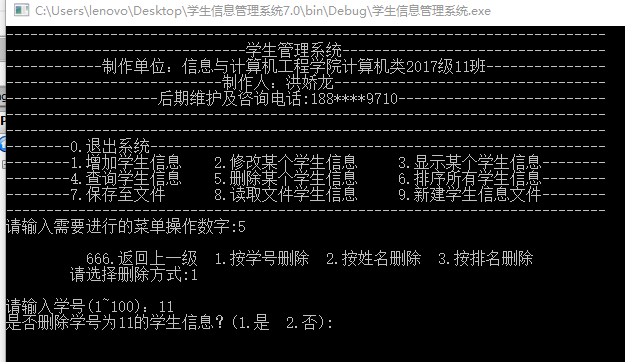 C:\Users\lenovo\Desktop\学生信息管理系统7.0\bin\Debug\学生信息管理系统.exe
---------------------------------------------------------------------------
------------------------------学生管理系统---------------------------------
------------制作单位：信息与计算机工程学院计算机类2017级11班---------------
---------------------------制作人：洪娇龙----------------------------------
-------------------后期维护及咨询电话:188****9710--------------------------
---------------------------------------------------------------------------
---------------------------------------------------------------------------
--------0.退出系统---------------------------------------------------------
--------1.增加学生信息    2.修改某个学生信息     3.显示某个学生信息--------
--------4.查询学生信息    5.删除某个学生信息     6.排序所有学生信息--------
--------7.保存至文件      8.读取文件学生信息     9.新建学生信息文件--------
---------------------------------------------------------------------------
请输入需要进行的菜单操作数字:5
666.返回上一级  1.按学号删除  2.按姓名删除  3.按排名删除
请选择删除方式:1
请输入学号(1~100)：11
是否删除学号为11的学生信息？(1.是  2.否):